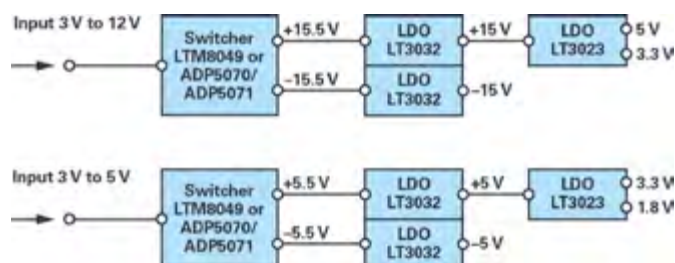 Input 3 V to 12 V
Switcher
LTM8049 or
ADP5070/
ADP5071
+15.5 V
–15.5 V
LDO
LT3032
LDO
LT3032
+15 V
–15 V
LDO
LT3023
5 V
3.3 V
Input 3 V to 5 V
Switcher
LTM8049 or
ADP5070/
ADP5071
+5.5 V
–5.5 V
LDO
LT3032
LDO
LT3032
+5 V
–5 V
LDO
LT3023
3.3 V
1.8 V